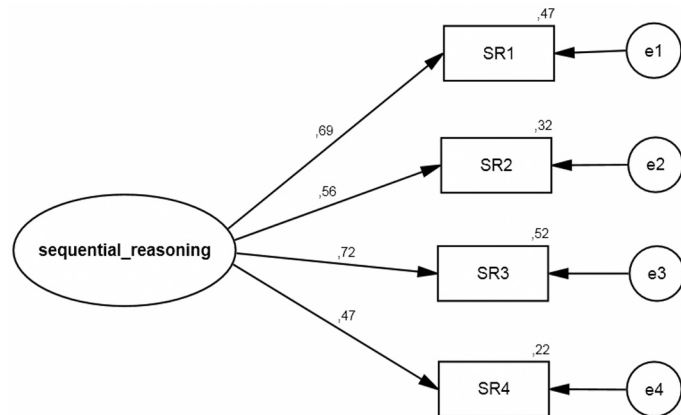 ,47
SR1
e1
,69
,32
SR2
e2
,56
sequential_reasoning
,52
SR3
e3
,72
,47
,22
SR4
e4